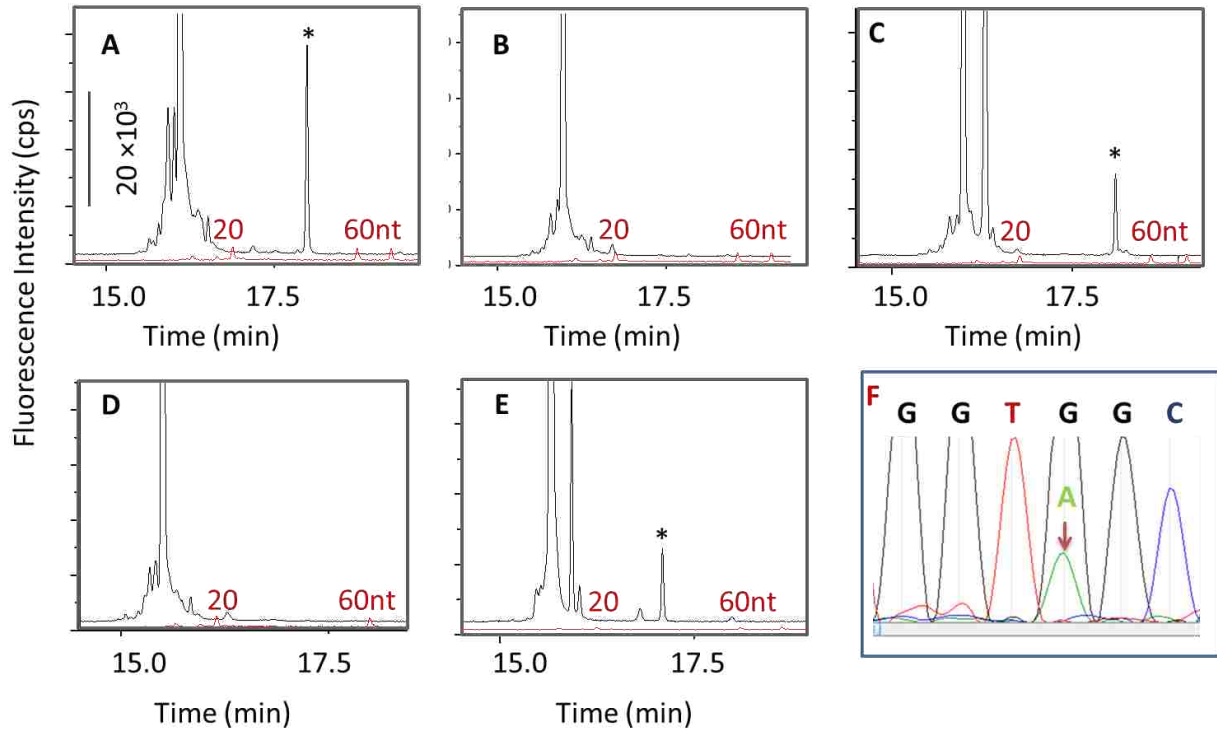 Fluorescence Intensity (cps)
A
*
20 ×10³
20
60nt
15.0
17.5
Time (min)
B
20
60nt
15.0
17.5
Time (min)
C
*
20
60nt
15.0
17.5
Time (min)
D
20
60nt
15.0
17.5
Time (min)
E
*
20
60nt
15.0
17.5
Time (min)
F
G G T G G C
A